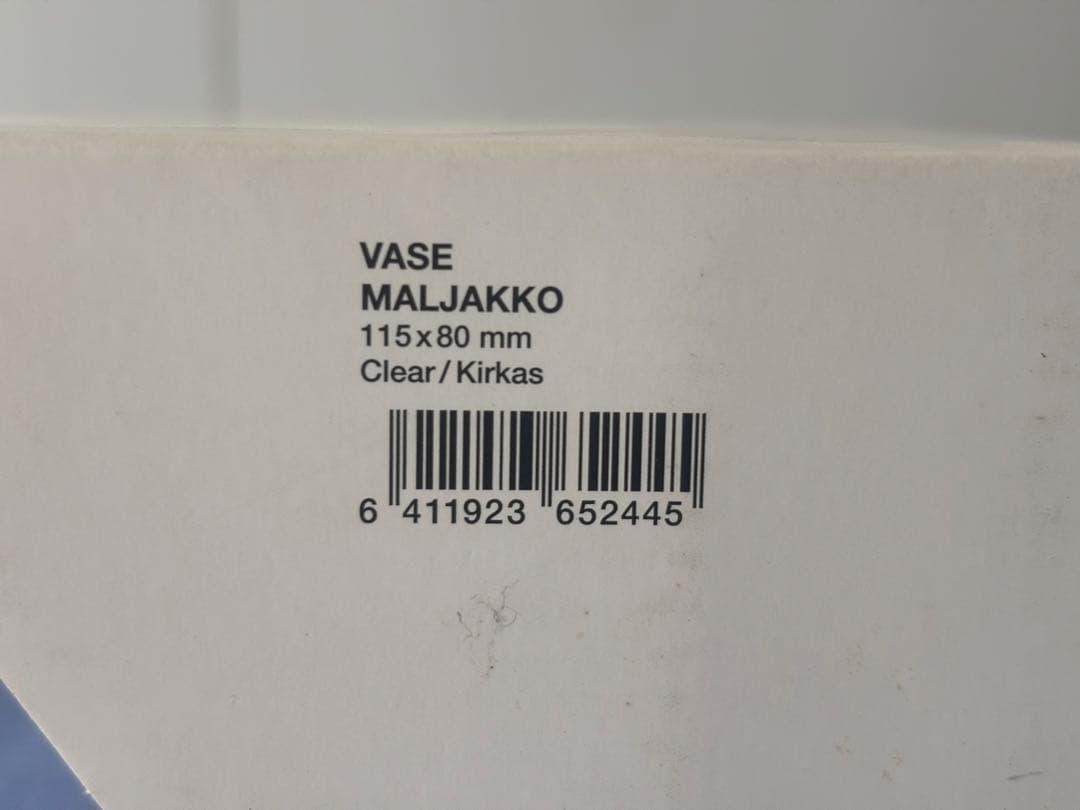 VASE
MALJAKKO
115x80 mm
Clear/Kirkas
6 411923 652445